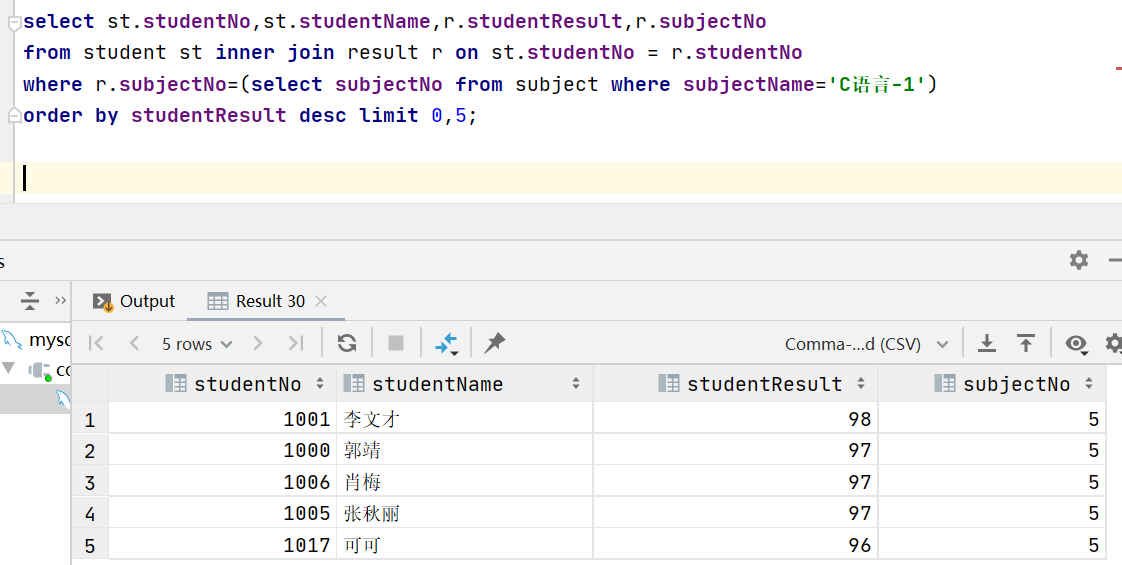 select st.studentNo,st.studentName,r.studentResult,r.subjectNo
from student st inner join result r on st.studentNo = r.studentNo
where r.subjectNo=(select subjectNo from subject where subjectName='C语言-1')
order by studentResult desc limit 0,5;
s
Output Result 30
5 rows Comma-...d (CSV)
studentNo studentName studentResult subjectNo
1 1001 李文才 98 5
2 1000 郭靖 97 5
3 1006 肖梅 97 5
4 1005 张秋丽 97 5
5 1017 可可 96 5